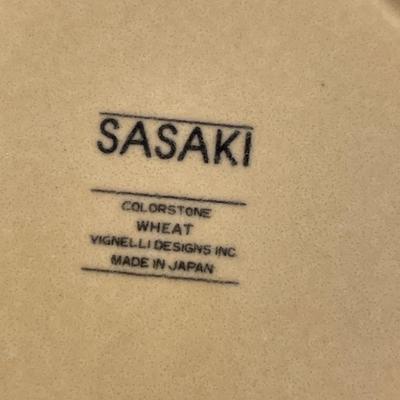 SASAKI
COLORSTONE
WHEAT
VIGNELLI DESIGNS INC
MADE IN JAPAN